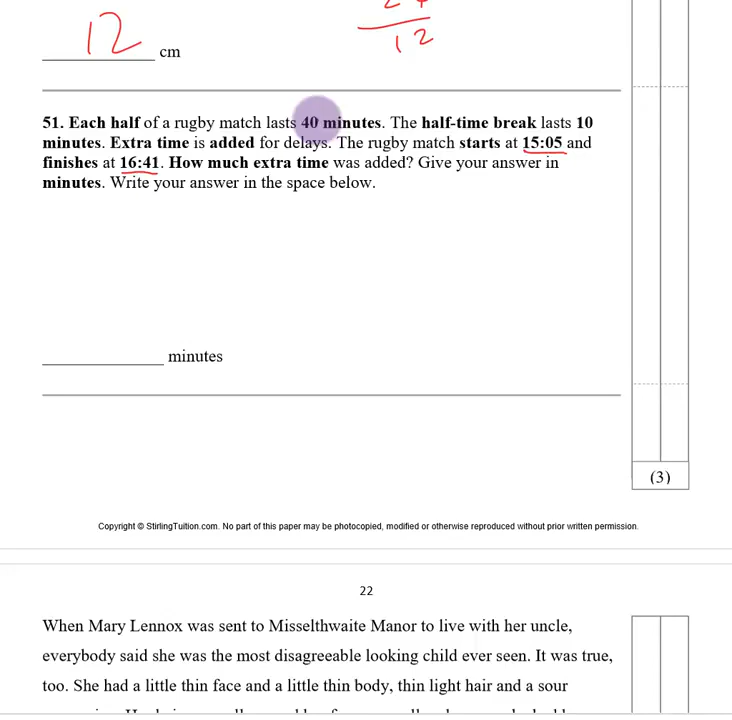 12 cm
12
51. Each half of a rugby match lasts 40 minutes. The half-time break lasts 10
minutes. Extra time is added for delays. The rugby match starts at 15:05 and
finishes at 16:41. How much extra time was added? Give your answer in
minutes. Write your answer in the space below.
minutes
(3)
Copyright © StirlingTuition.com. No part of this paper may be photocopied, modified or otherwise reproduced without prior written permission.
22
When Mary Lennox was sent to Misselthwaite Manor to live with her uncle,
everybody said she was the most disagreeable looking child ever seen. It was true,
too. She had a little thin face and a little thin body, thin light hair and a sour